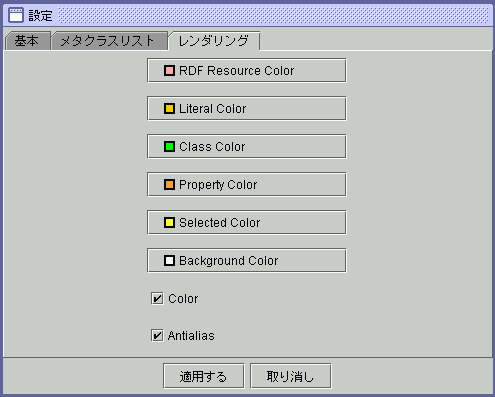 設定
基本 メタクラスリスト レンダリング
RDF Resource Color
Literal Color
Class Color
Property Color
Selected Color
Background Color
Color
Antialias
適用する 取り消し